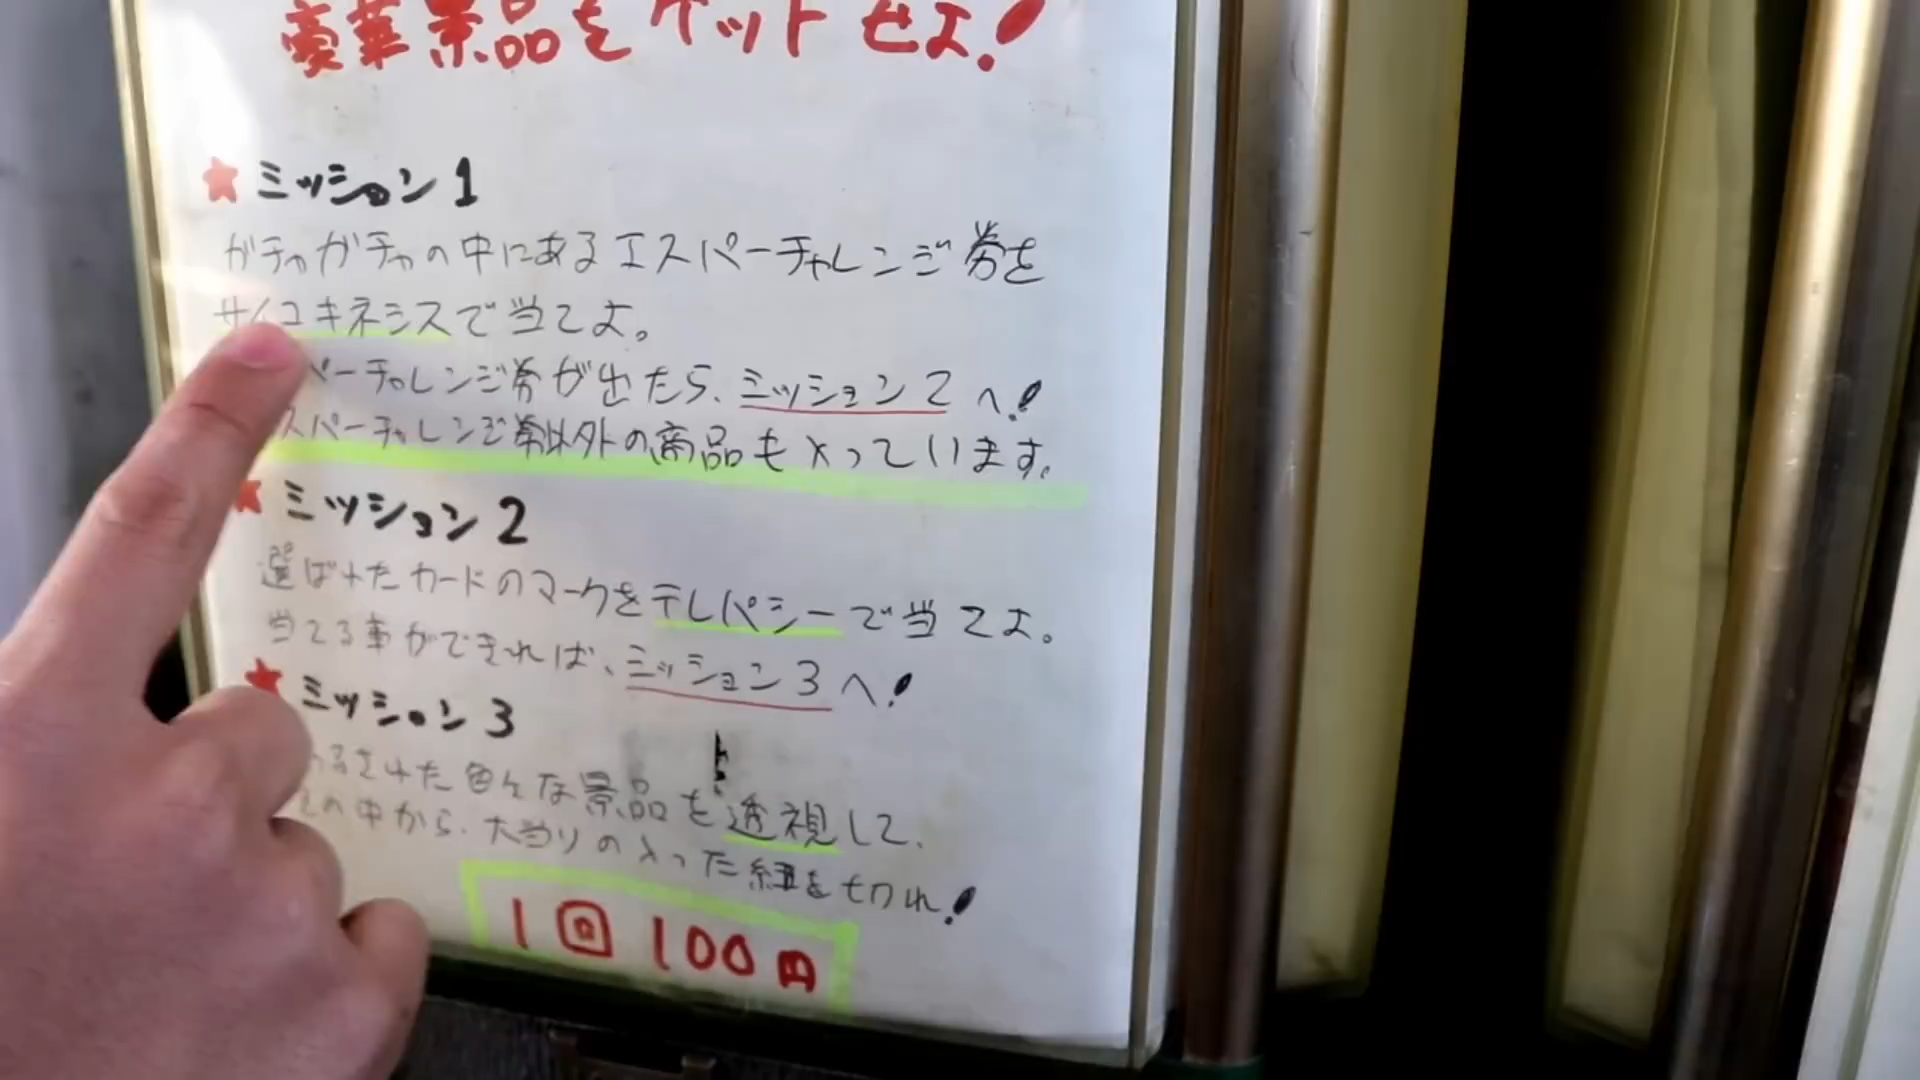 豪華景品をゲットせよ!
★ミッション1
ガチャガチャの中にあるエスパーチャレンジ券を
サイコキネシスで当てよ。
パーチャレンジ券が出たら、ミッション2へ!
スパーチャレンジ券以外の商品も入っています。
★ミッション2
選ばれたカードのマークをテレパシーで当てよ。
当てる事ができれば、ミッション3へ!
★ミッション3
るされた色々な景品を透視して、
の中から、大当りの入った紐を切れ!
1回100円